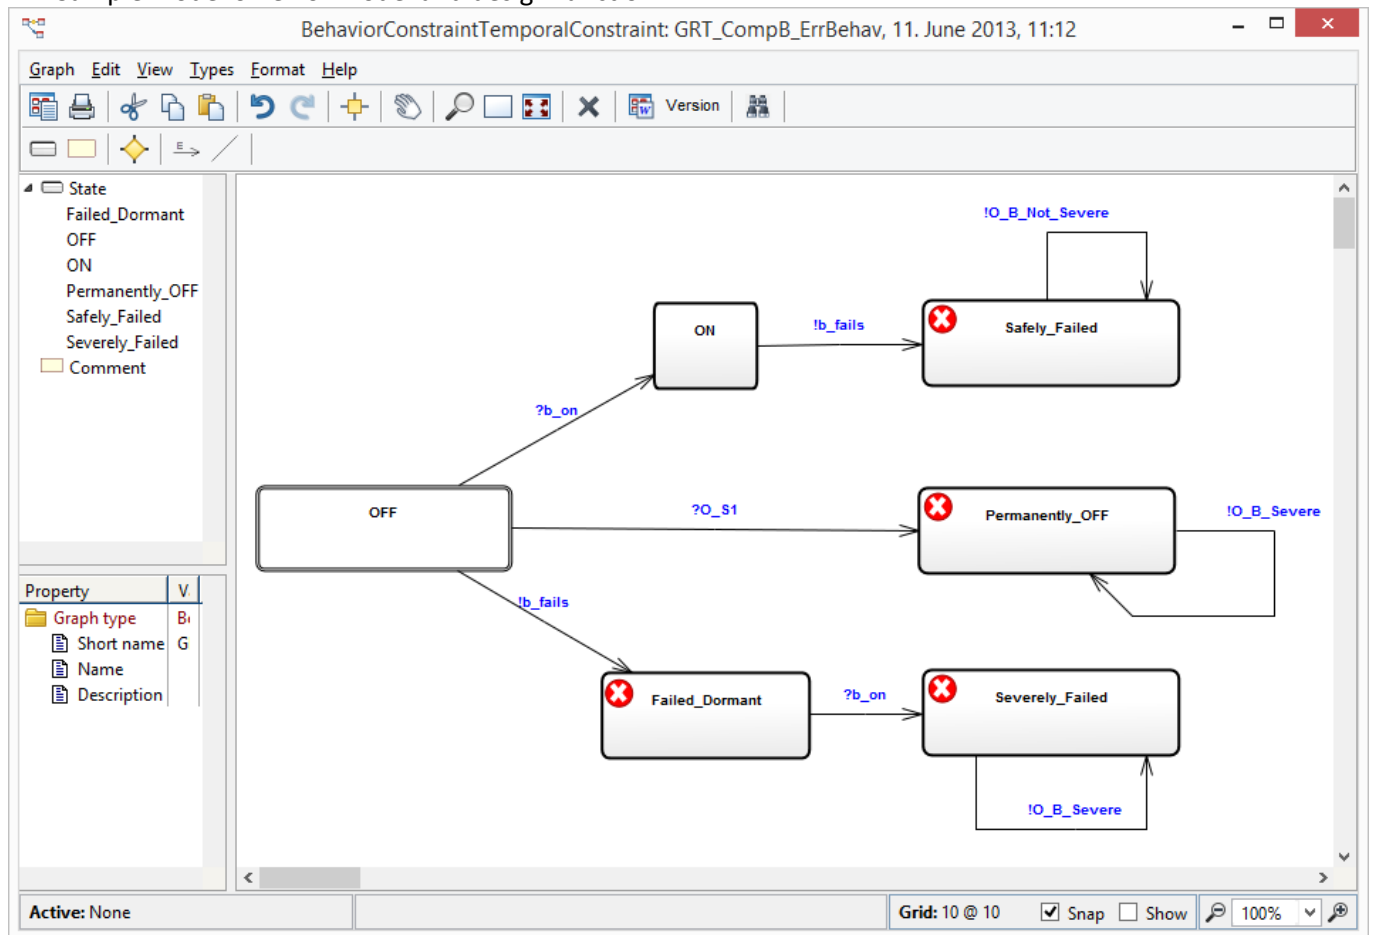 BehaviorConstraintTemporalConstraint: GRT_CompB_ErrBehav, 11. June 2013, 11:12
Graph Edit View Types Format Help
Version
E
State
Failed_Dormant
OFF
ON
Permanently_OFF
Safely_Failed
Severely_Failed
Comment
Property V.
Graph type
Short name G
Name
Description
!O_B_Not_Severe
ON
!b_fails
Safely_Failed
?b_on
OFF
?O_S1
Permanently_OFF
!O_B_Severe
!b_fails
Failed_Dormant
?b_on
Severely_Failed
!O_B_Severe
Active: None
Grid: 10 @ 10
Snap
Show
100%